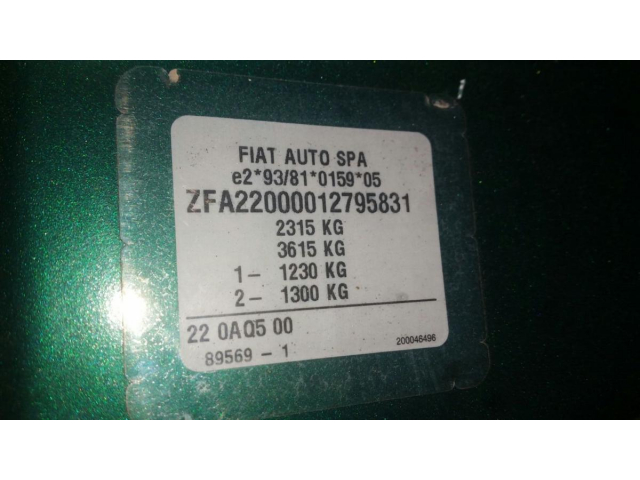 FIAT AUTO SPA
e2*93/81*0159*05
ZFA22000012795831
2315 KG
3615 KG
1- 1230 KG
2- 1300 KG
22 0AQ5 00
89569 - 1
200046496